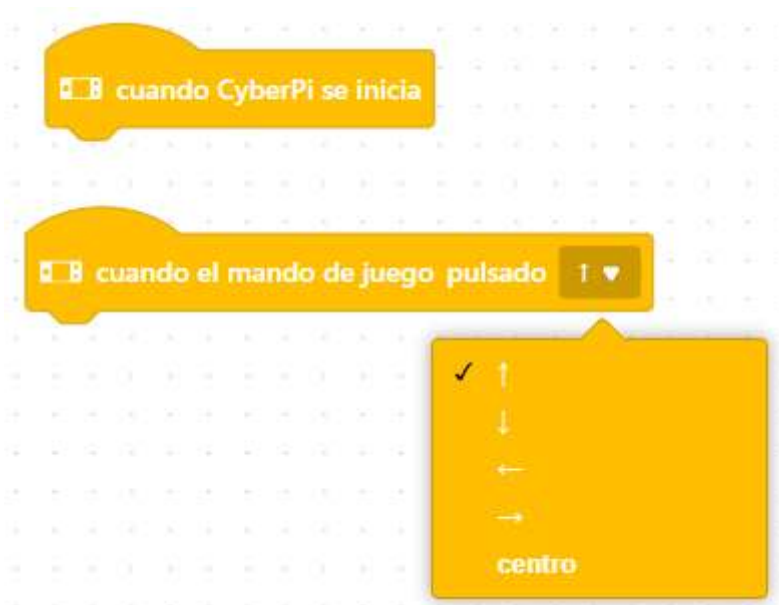 cuando CyberPi se inicia
cuando el mando de juego pulsado ↑
✓ ↑
↓
←
→
centro